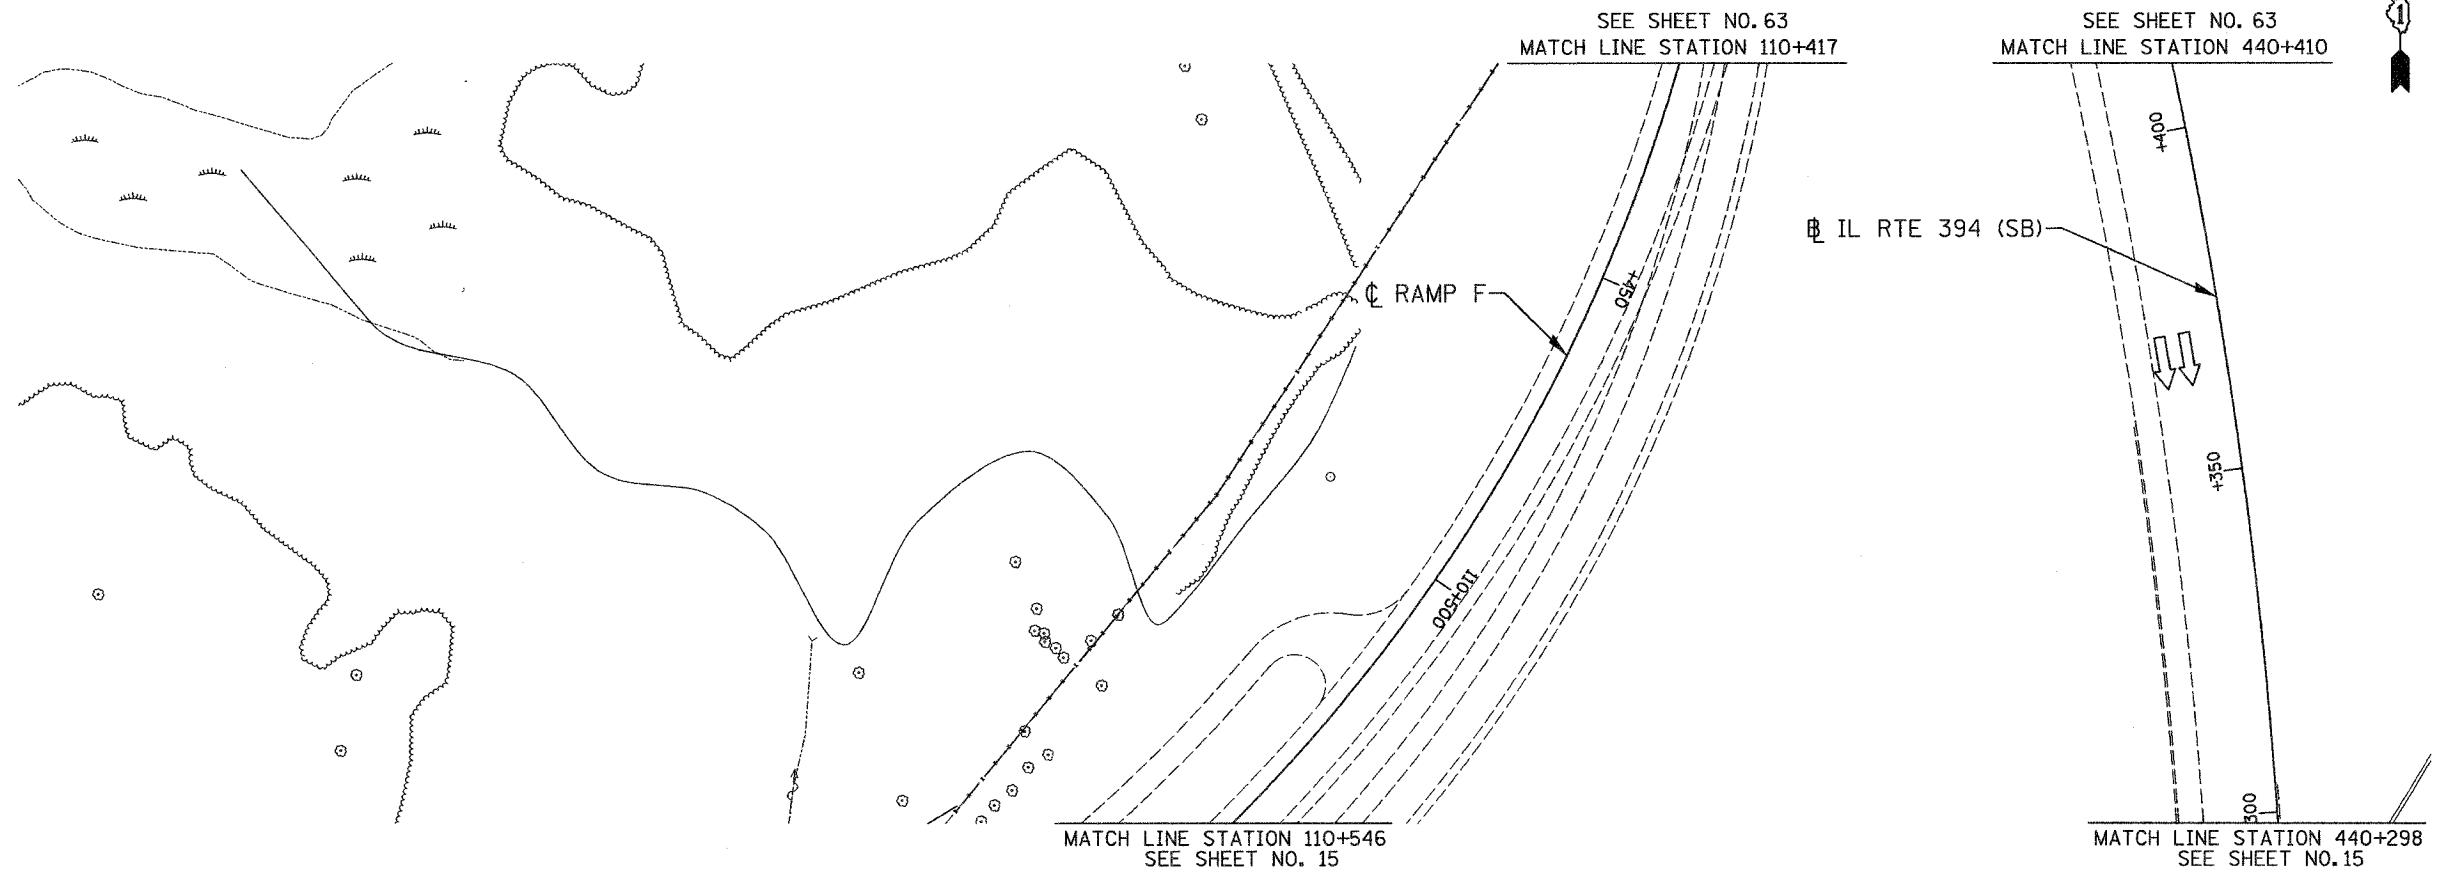 SEE SHEET NO. 63
MATCH LINE STATION 110+417
SEE SHEET NO. 63
MATCH LINE STATION 440+410
1
+400
℄ RAMP F
+450
B̲L IL RTE 394 (SB)
+350
110+500
300
MATCH LINE STATION 110+546
SEE SHEET NO. 15
MATCH LINE STATION 440+298
SEE SHEET NO. 15